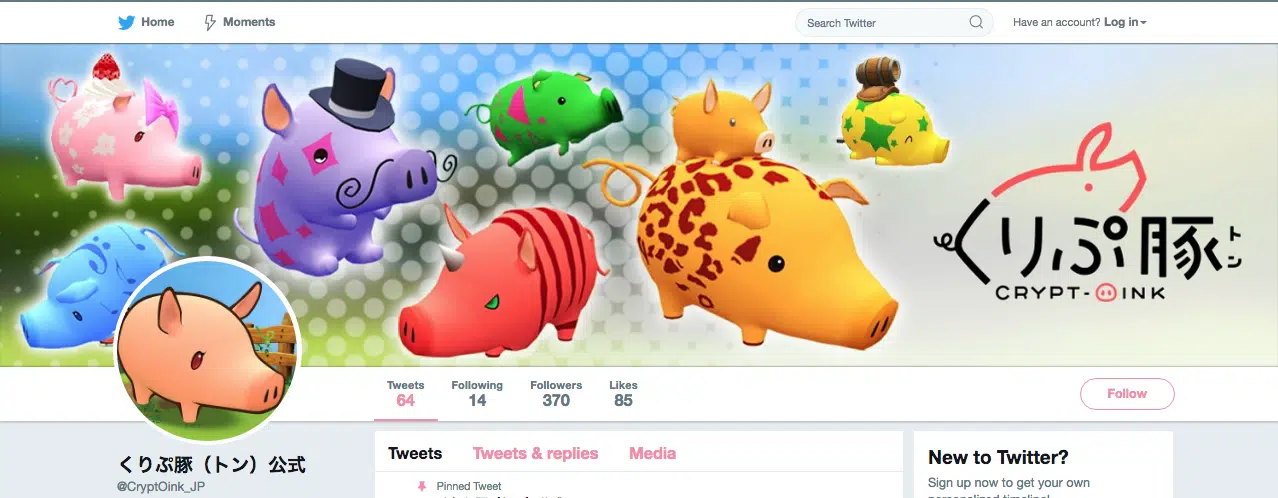 Home
Moments
Search Twitter
Have an account? Log in
くりぷ豚
トン
CRYPT-OINK
Tweets
64
Following
14
Followers
370
Likes
85
Follow
くりぷ豚（トン）公式
@CryptOink_JP
Tweets
Tweets & replies
Media
Pinned Tweet
New to Twitter?
Sign up now to get your own
personalized timeline!